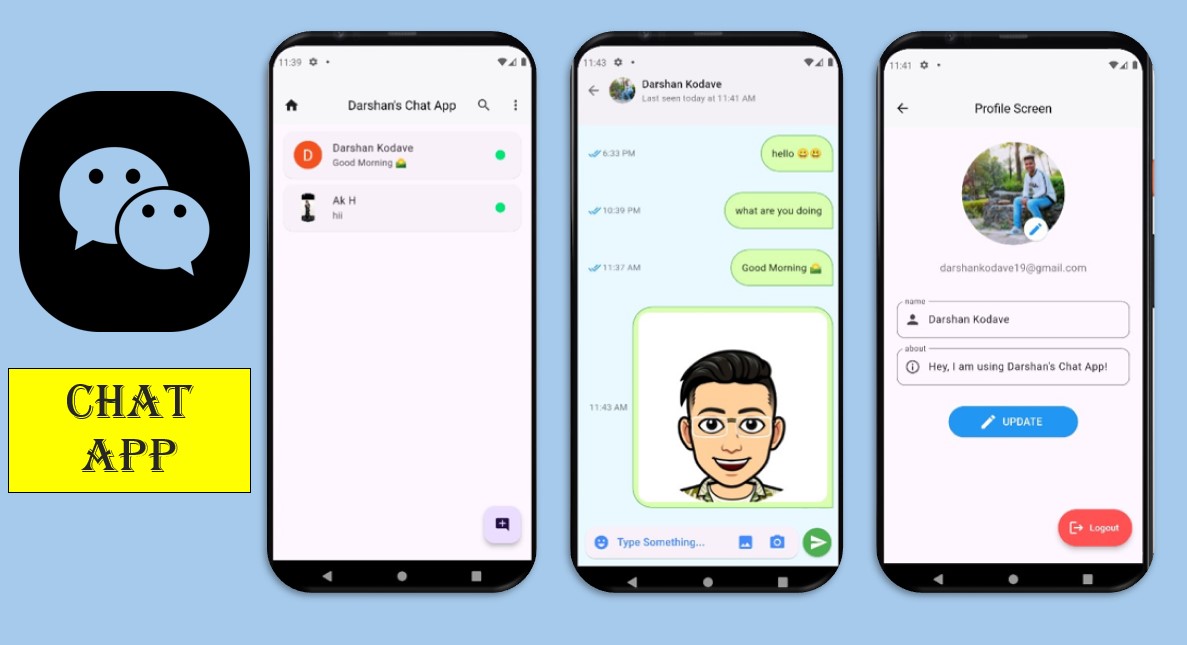 CHAT
APP
11:39
Darshan's Chat App
D
Darshan Kodave
Good Morning 🌄
Ak H
hii
11:43
Darshan Kodave
Last seen today at 11:41 AM
6:33 PM
hello 😄😃
10:39 PM
what are you doing
11:37 AM
Good Morning 🌄
11:43 AM
Type Something...
11:41
Profile Screen
darshankodave19@gmail.com
name
Darshan Kodave
about
Hey, I am using Darshan's Chat App!
UPDATE
Logout